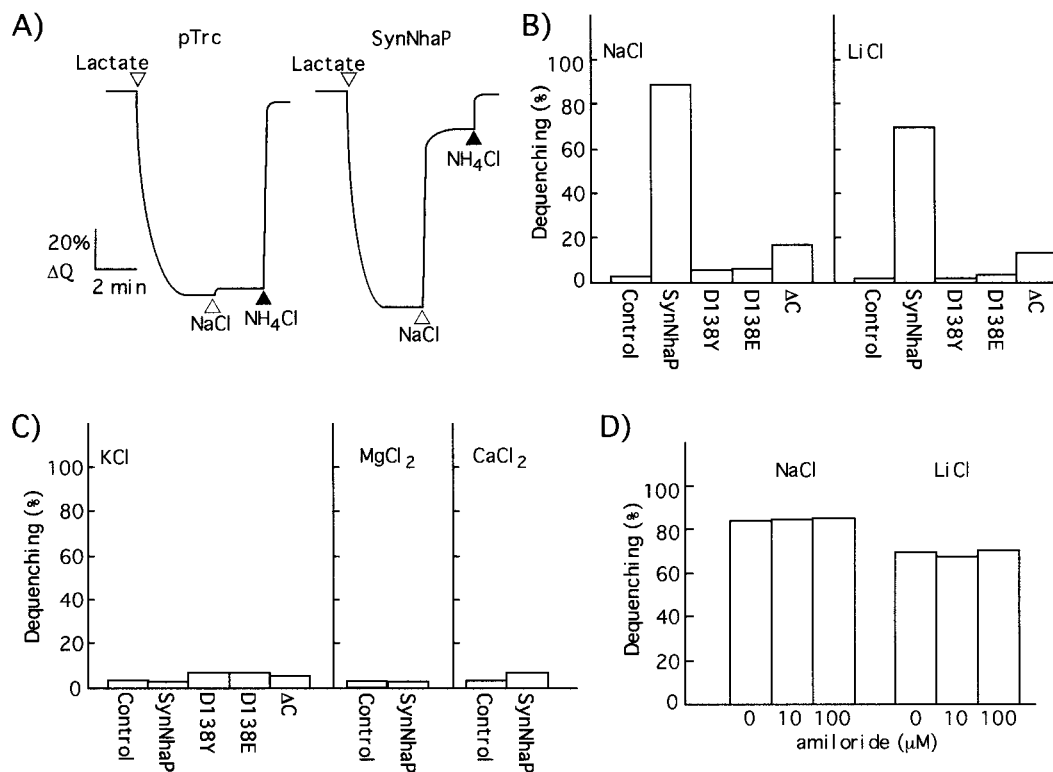 A)
pTrc
SynNhaP
Lactate
Lactate
20%
ΔQ
2 min
NaCl
NH4Cl
NaCl
NH4Cl
B)
NaCl
LiCl
Dequenching (%)
100
80
60
40
20
0
Control
SynNhaP
D138Y
D138E
ΔC
Control
SynNhaP
D138Y
D138E
ΔC
C)
KCl
MgCl2
CaCl2
Dequenching (%)
100
80
60
40
20
0
Control
SynNhaP
D138Y
D138E
ΔC
Control
SynNhaP
Control
SynNhaP
D)
NaCl
LiCl
Dequenching (%)
100
80
60
40
20
0
0 10 100 0 10 100
amiloride (μM)